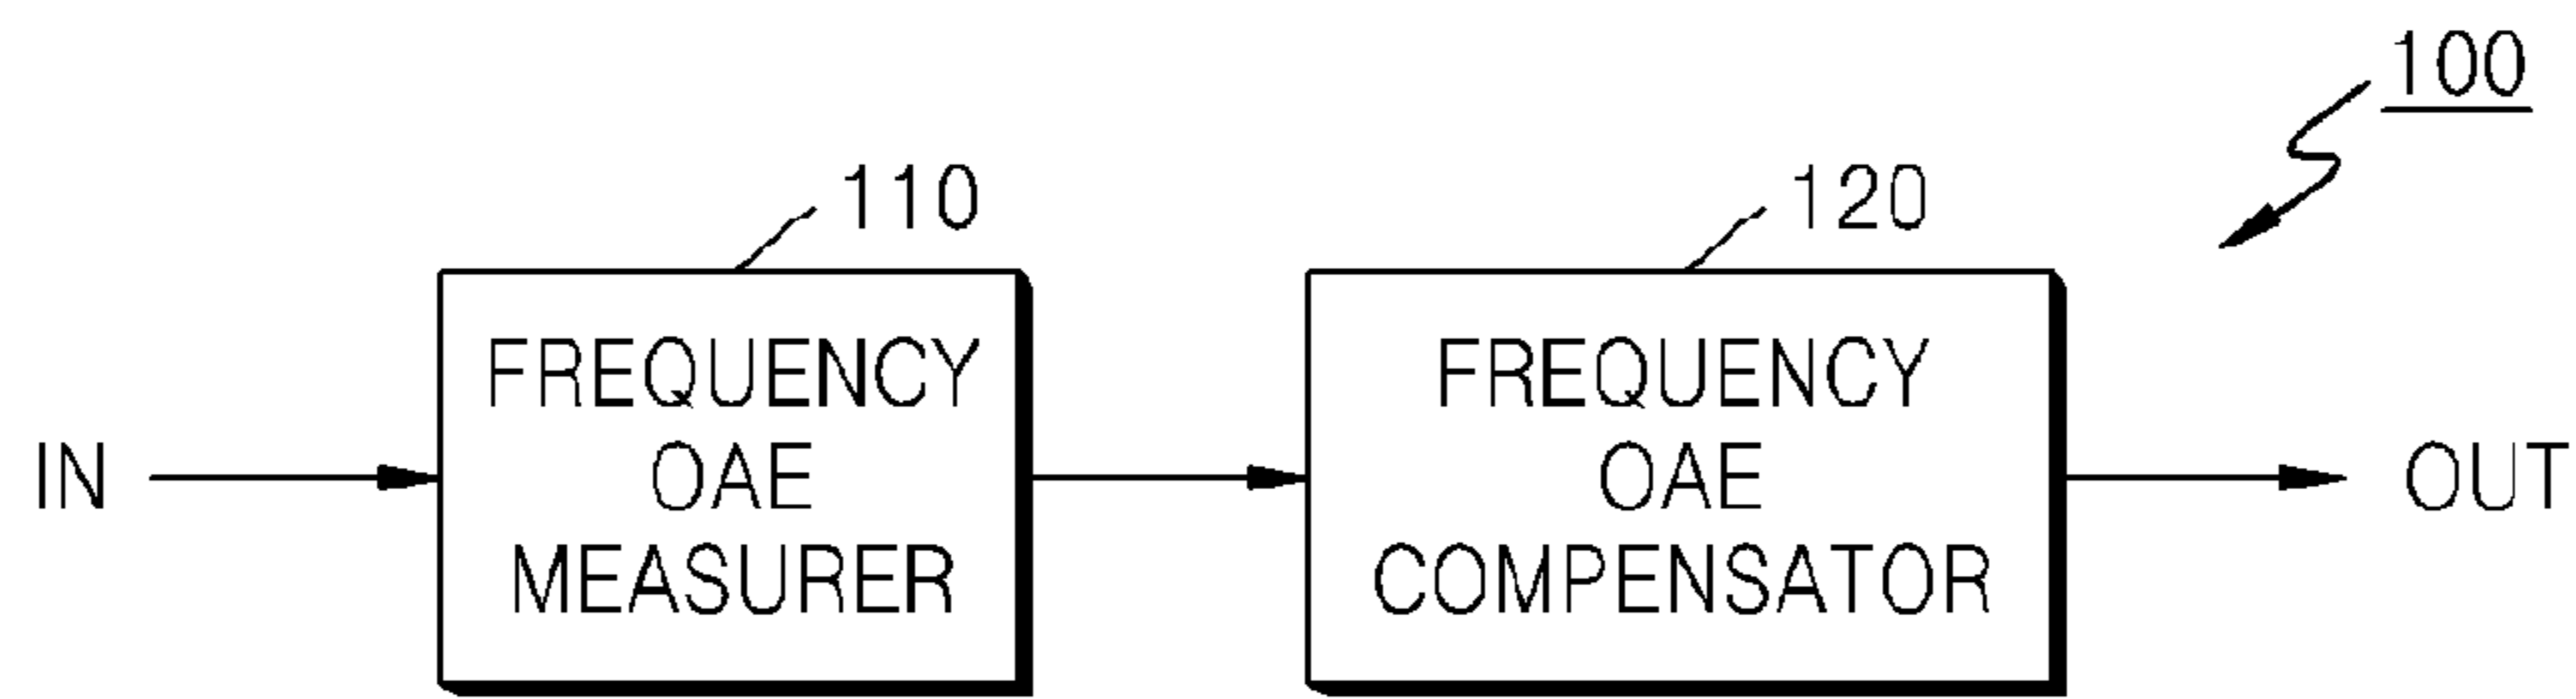 100
110
120
FREQUENCY
OAE
MEASURER
FREQUENCY
OAE
COMPENSATOR
IN
OUT